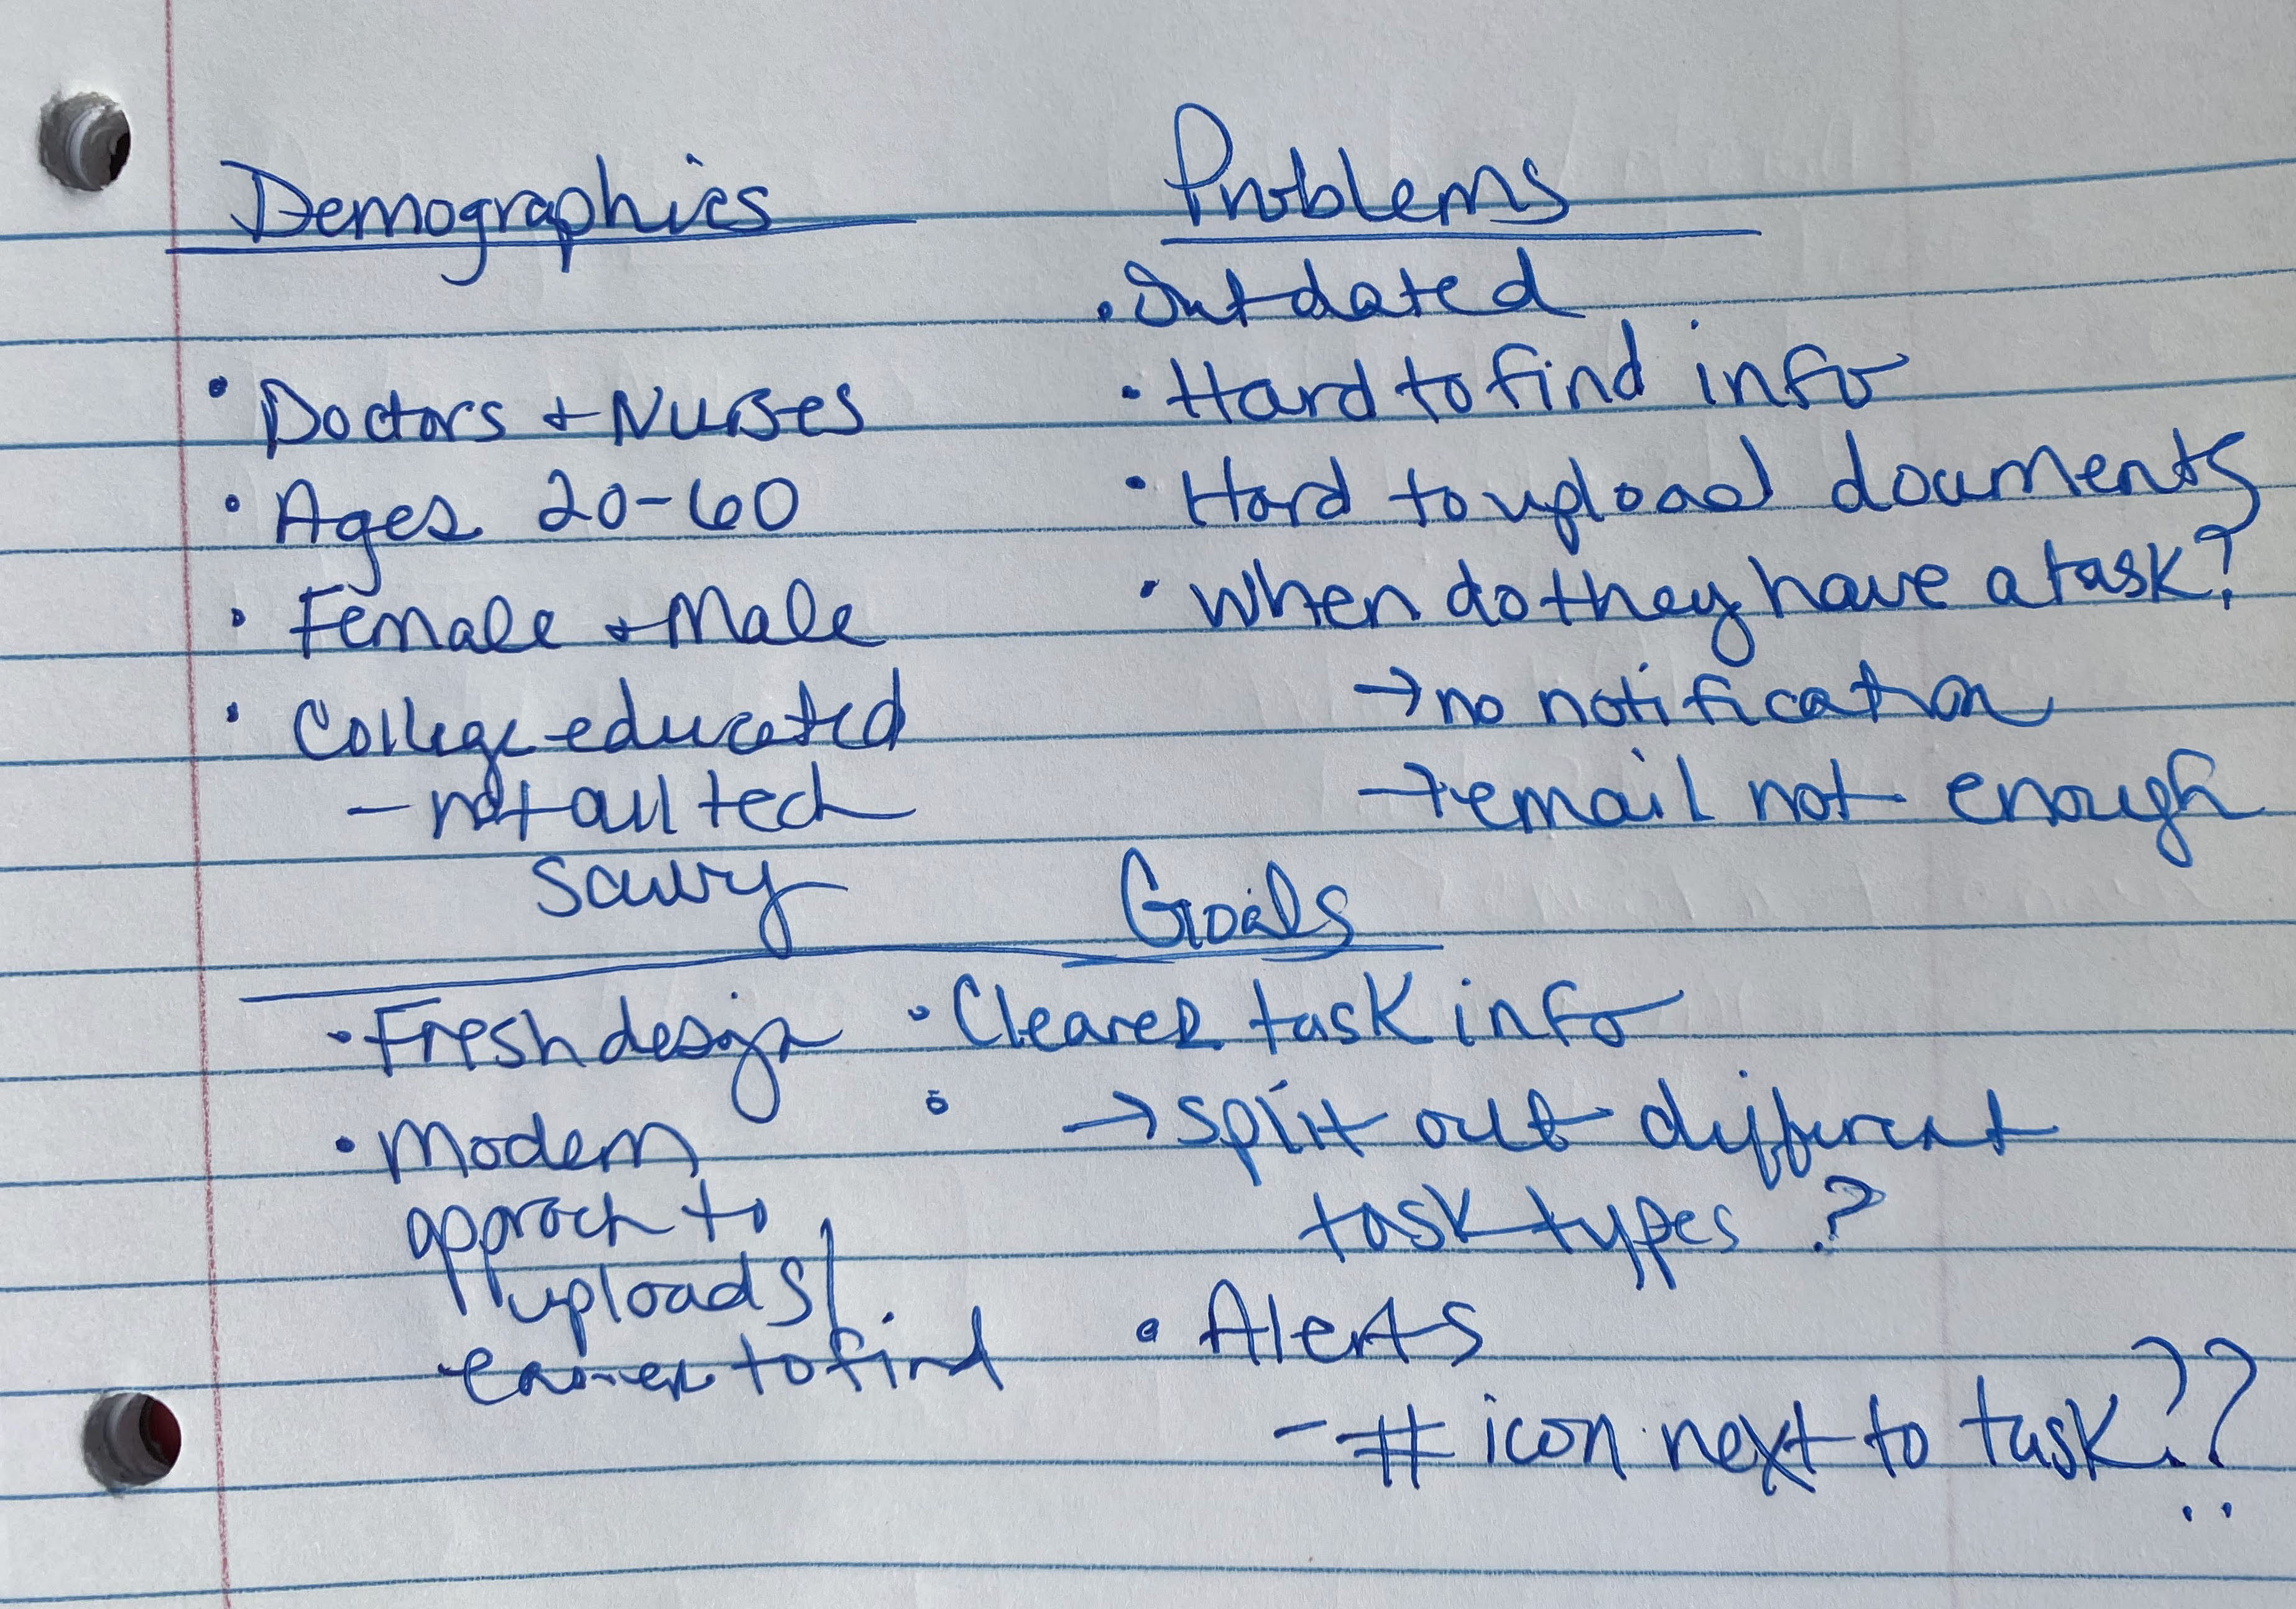 Demographics
• Doctors + Nurses
• Ages 20-60
• Female + Male
• College educated
- not all tech
savvy
Problems
• Outdated
• Hard to find info
• Hard to upload documents
• When do they have a task?
→ no notification
→ email not enough
Goals
• Fresh design
• Modern
approch to
uploads/
easier to find
• Clearer task info
• → split out different
task types ?
• Alerts
- # icon next to task??